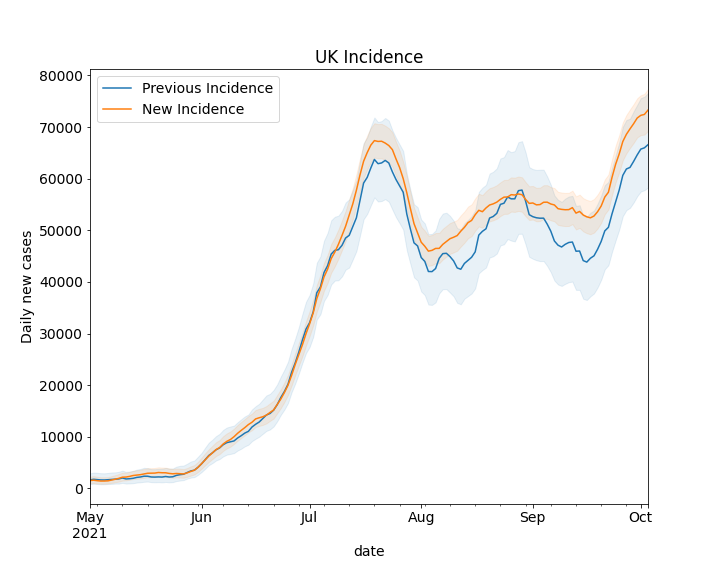 UK Incidence
Previous Incidence
New Incidence
Daily new cases
80000
70000
60000
50000
40000
30000
20000
10000
0
May Jun Jul Aug Sep Oct
2021
date